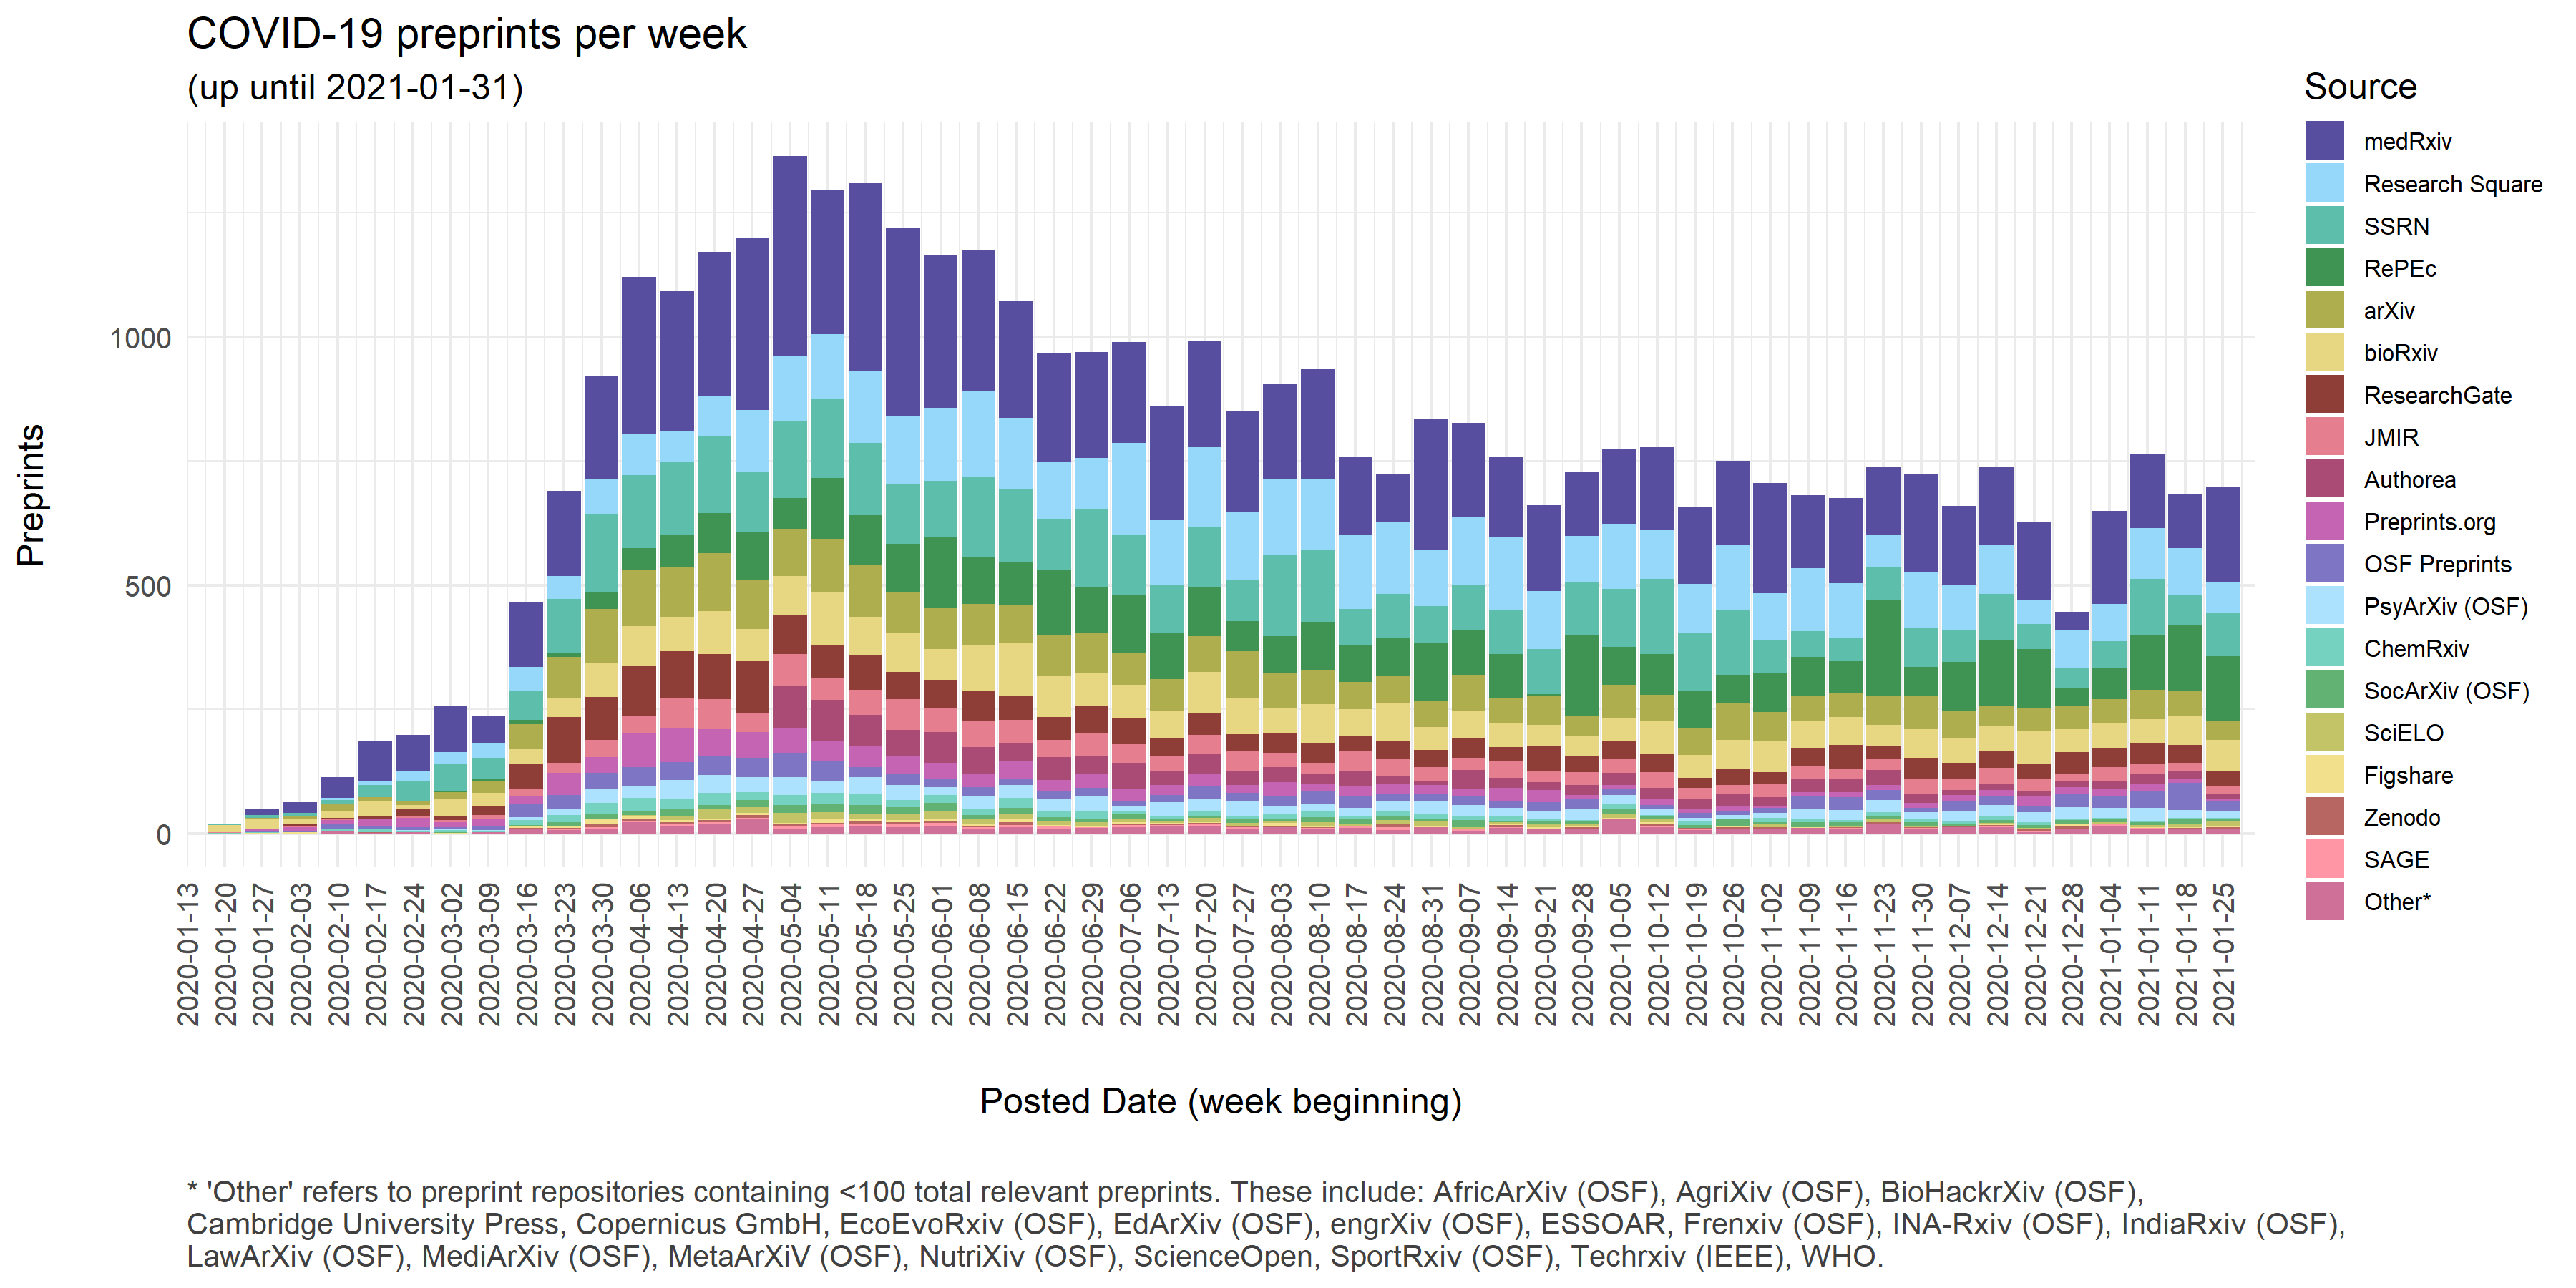 COVID-19 preprints per week
(up until 2021-01-31)
Source
medRxiv
Research Square
SSRN
RePEc
arXiv
bioRxiv
ResearchGate
JMIR
Authorea
Preprints.org
OSF Preprints
PsyArXiv (OSF)
ChemRxiv
SocArXiv (OSF)
SciELO
Figshare
Zenodo
SAGE
Other*
Preprints
1000
500
0
2020-01-13
2020-01-20
2020-01-27
2020-02-03
2020-02-10
2020-02-17
2020-02-24
2020-03-02
2020-03-09
2020-03-16
2020-03-23
2020-03-30
2020-04-06
2020-04-13
2020-04-20
2020-04-27
2020-05-04
2020-05-11
2020-05-18
2020-05-25
2020-06-01
2020-06-08
2020-06-15
2020-06-22
2020-06-29
2020-07-06
2020-07-13
2020-07-20
2020-07-27
2020-08-03
2020-08-10
2020-08-17
2020-08-24
2020-08-31
2020-09-07
2020-09-14
2020-09-21
2020-09-28
2020-10-05
2020-10-12
2020-10-19
2020-10-26
2020-11-02
2020-11-09
2020-11-16
2020-11-23
2020-11-30
2020-12-07
2020-12-14
2020-12-21
2020-12-28
2021-01-04
2021-01-11
2021-01-18
2021-01-25
Posted Date (week beginning)
* 'Other' refers to preprint repositories containing <100 total relevant preprints. These include: AfricArXiv (OSF), AgriXiv (OSF), BioHackrXiv (OSF),
Cambridge University Press, Copernicus GmbH, EcoEvoRxiv (OSF), EdArXiv (OSF), engrXiv (OSF), ESSOAR, Frenxiv (OSF), INA-Rxiv (OSF), IndiaRxiv (OSF),
LawArXiv (OSF), MediArXiv (OSF), MetaArXiV (OSF), NutriXiv (OSF), ScienceOpen, SportRxiv (OSF), Techrxiv (IEEE), WHO.